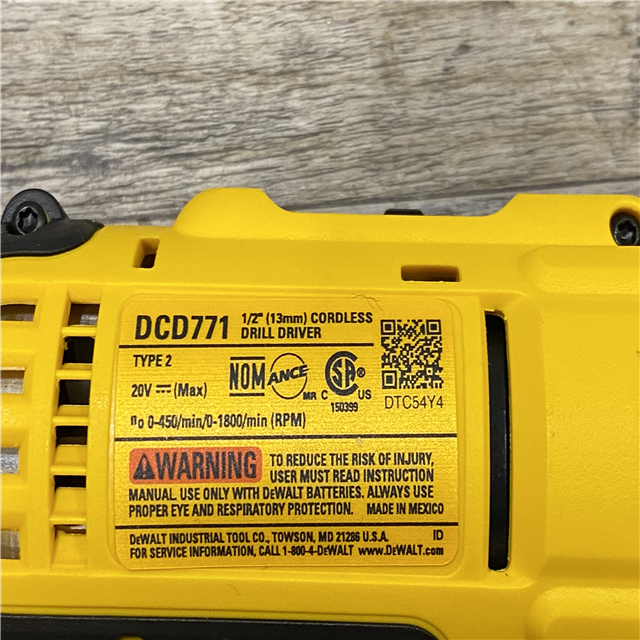 DCD771 1/2" (13mm) CORDLESS
DRILL DRIVER
TYPE 2
20V ⎓ (Max)
NOM ANCE MR C SA US
150399
DTC54Y4
n₀ 0-450/min/0-1800/min (RPM)
WARNING TO REDUCE THE RISK OF INJURY,
USER MUST READ INSTRUCTION
MANUAL. USE ONLY WITH DEWALT BATTERIES. ALWAYS USE
PROPER EYE AND RESPIRATORY PROTECTION. MADE IN MEXICO
DEWALT INDUSTRIAL TOOL CO., TOWSON, MD 21286 U.S.A. ID
FOR SERVICE INFORMATION, CALL 1-800-4-DEWALT www.DEWALT.com